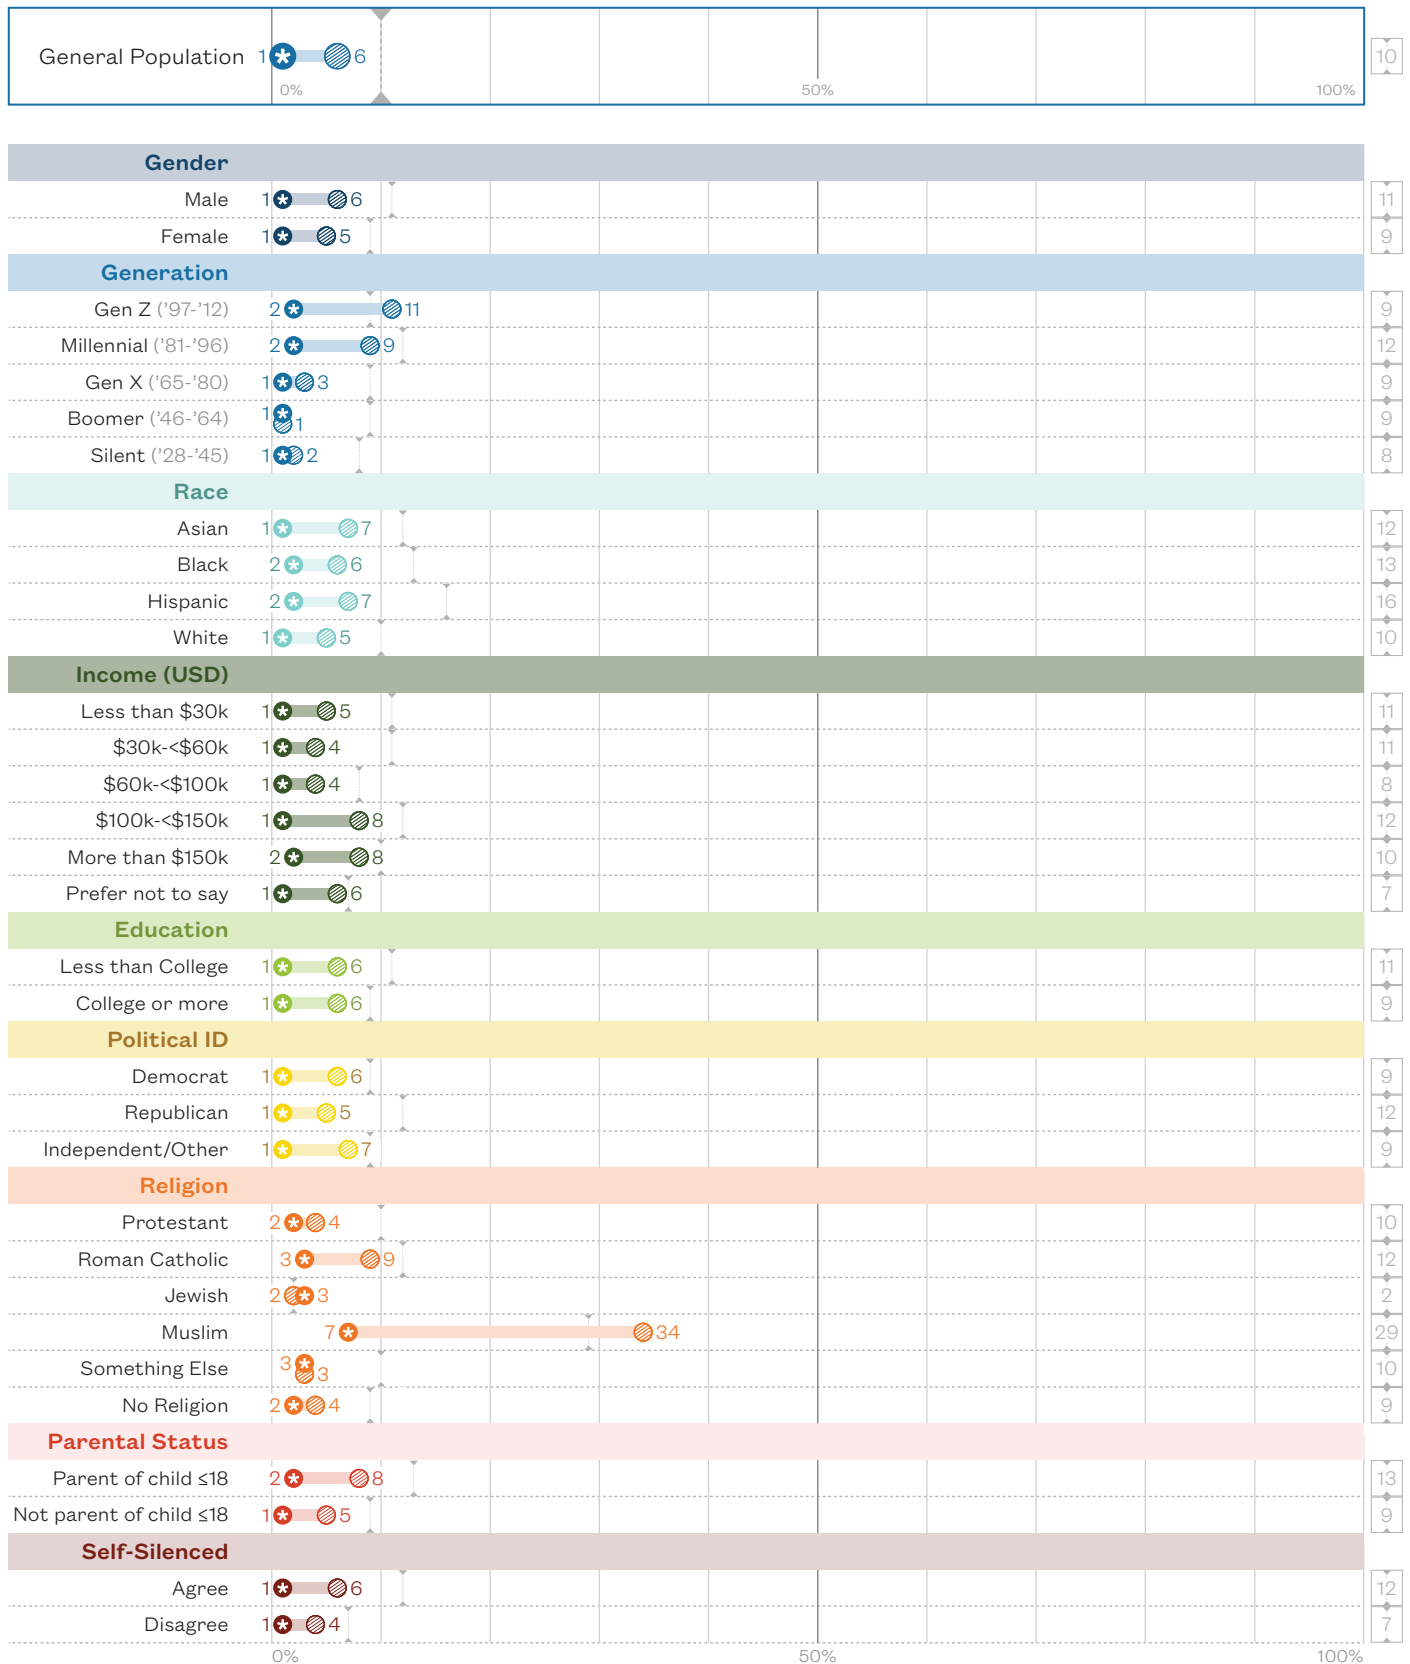 General Population 1 * 6 10
0% 50% 100%
Gender
Male 1 * 6 11
Female 1 * 5 9
Generation
Gen Z (’97-’12) 2 * 11 9
Millennial (’81-’96) 2 * 9 12
Gen X (’65-’80) 1 * 3 9
Boomer (’46-’64) 1 * 1 9
Silent (’28-’45) 1 * 2 8
Race
Asian 1 * 7 12
Black 2 * 6 13
Hispanic 2 * 7 16
White 1 * 5 10
Income (USD)
Less than $30k 1 * 5 11
$30k-<$60k 1 * 4 11
$60k-<$100k 1 * 4 8
$100k-<$150k 1 * 8 12
More than $150k 2 * 8 10
Prefer not to say 1 * 6 7
Education
Less than College 1 * 6 11
College or more 1 * 6 9
Political ID
Democrat 1 * 6 9
Republican 1 * 5 12
Independent/Other 1 * 7 9
Religion
Protestant 2 * 4 10
Roman Catholic 3 * 9 12
Jewish 2 * 3 2
Muslim 7 * 34 29
Something Else 3 * 3 10
No Religion 2 * 4 9
Parental Status
Parent of child ≤18 2 * 8 13
Not parent of child ≤18 1 * 5 9
Self-Silenced
Agree 1 * 6 12
Disagree 1 * 4 7
0% 50% 100%